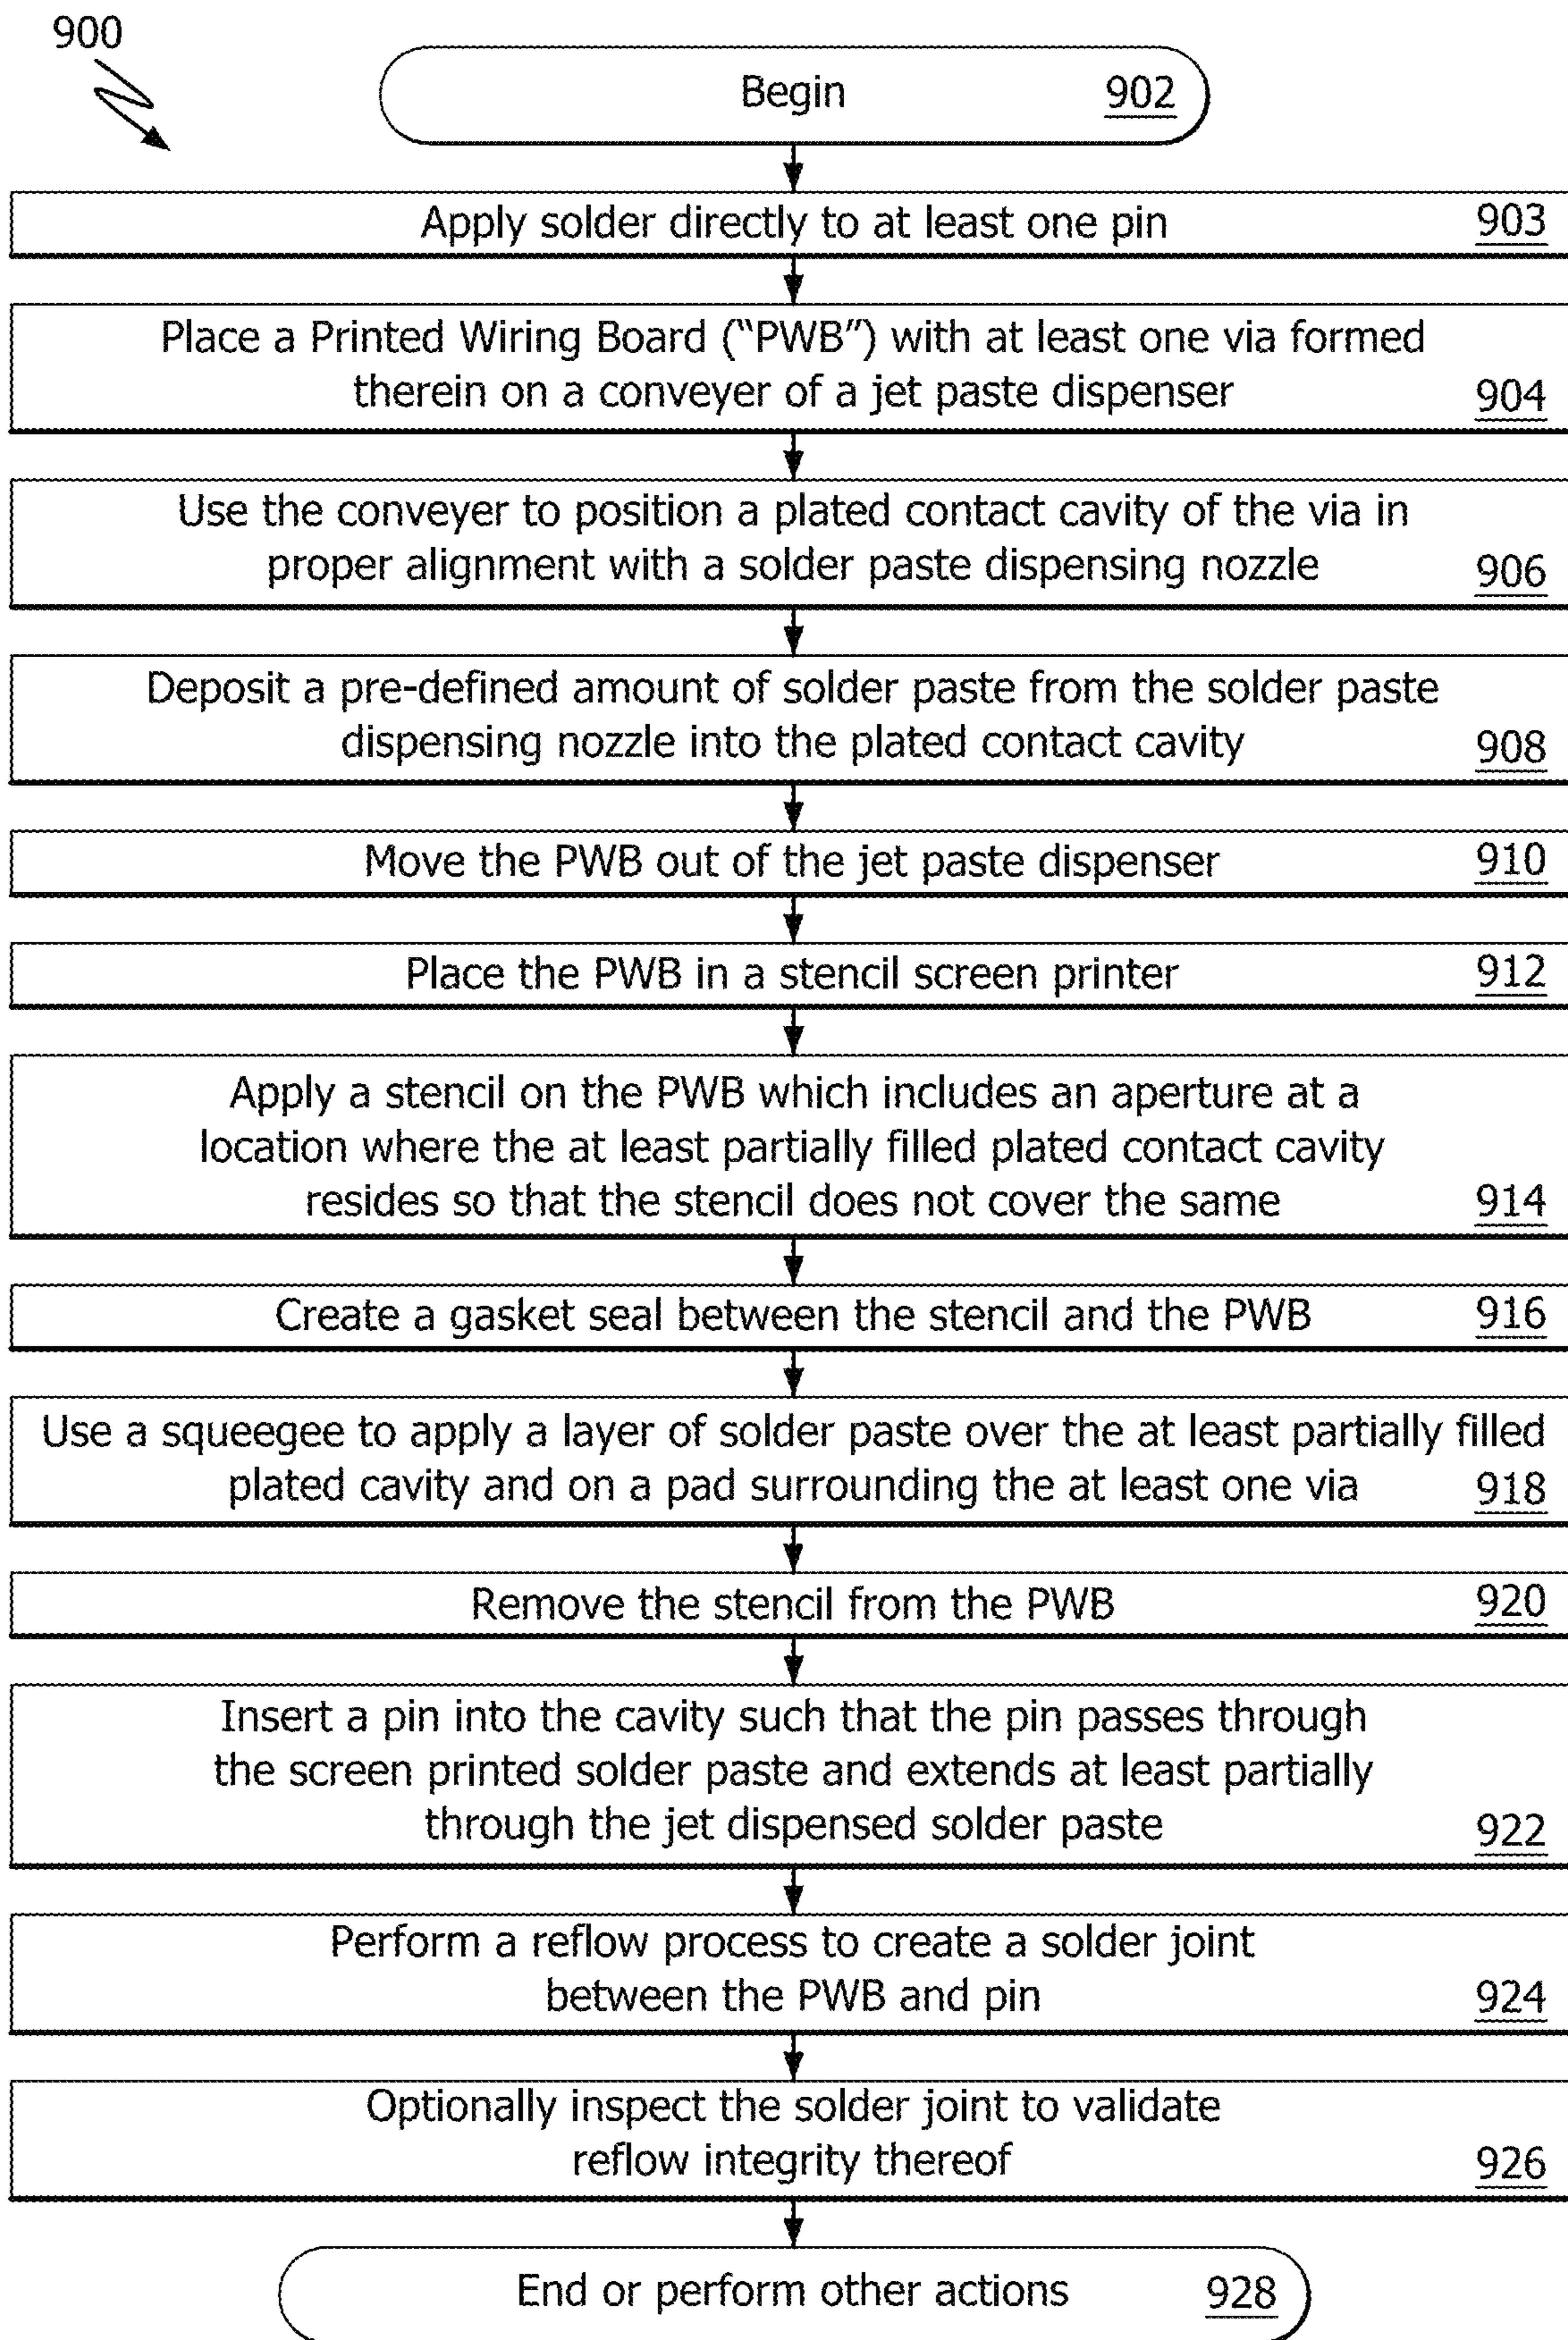 900
Begin 902
Apply solder directly to at least one pin 903
Place a Printed Wiring Board (“PWB”) with at least one via formed
therein on a conveyer of a jet paste dispenser 904
Use the conveyer to position a plated contact cavity of the via in
proper alignment with a solder paste dispensing nozzle 906
Deposit a pre-defined amount of solder paste from the solder paste
dispensing nozzle into the plated contact cavity 908
Move the PWB out of the jet paste dispenser 910
Place the PWB in a stencil screen printer 912
Apply a stencil on the PWB which includes an aperture at a
location where the at least partially filled plated contact cavity
resides so that the stencil does not cover the same 914
Create a gasket seal between the stencil and the PWB 916
Use a squeegee to apply a layer of solder paste over the at least partially filled
plated cavity and on a pad surrounding the at least one via 918
Remove the stencil from the PWB 920
Insert a pin into the cavity such that the pin passes through
the screen printed solder paste and extends at least partially
through the jet dispensed solder paste 922
Perform a reflow process to create a solder joint
between the PWB and pin 924
Optionally inspect the solder joint to validate
reflow integrity thereof 926
End or perform other actions 928